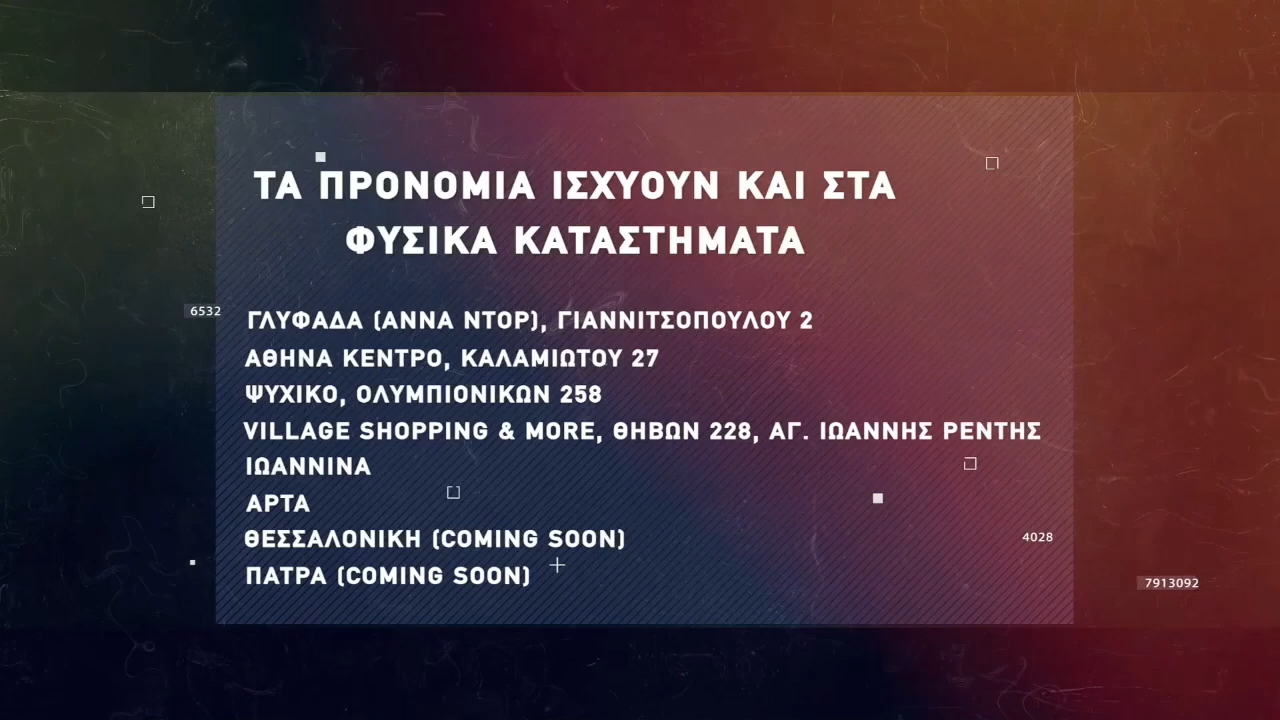 ΤΑ ΠΡΟΝΟΜΙΑ ΙΣΧΥΟΥΝ ΚΑΙ ΣΤΑ
ΦΥΣΙΚΑ ΚΑΤΑΣΤΗΜΑΤΑ
6532
ΓΛΥΦΑΔΑ (ΑΝΝΑ ΝΤΟΡ), ΓΙΑΝΝΙΤΣΟΠΟΥΛΟΥ 2
ΑΘΗΝΑ ΚΕΝΤΡΟ, ΚΑΛΑΜΙΩΤΟΥ 27
ΨΥΧΙΚΟ, ΟΛΥΜΠΙΟΝΙΚΩΝ 258
VILLAGE SHOPPING & MORE, ΘΗΒΩΝ 228, ΑΓ. ΙΩΑΝΝΗΣ ΡΕΝΤΗΣ
ΙΩΑΝΝΙΝΑ
ΑΡΤΑ
ΘΕΣΣΑΛΟΝΙΚΗ (COMING SOON)
4028
ΠΑΤΡΑ (COMING SOON)
7913092